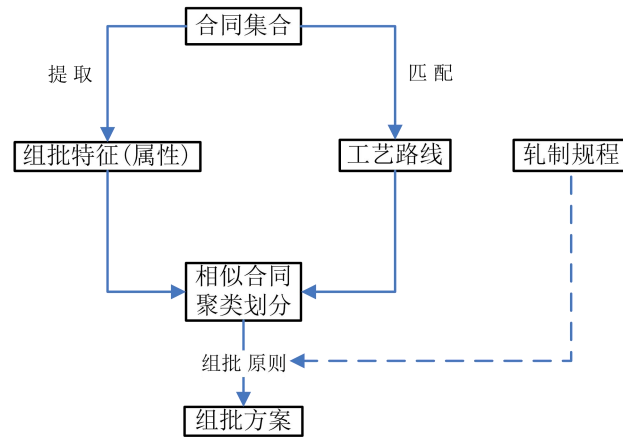 合同集合
提取
匹配
组批特征(属性)
工艺路线
轧制规程
相似合同
聚类划分
组批 原则
组批方案